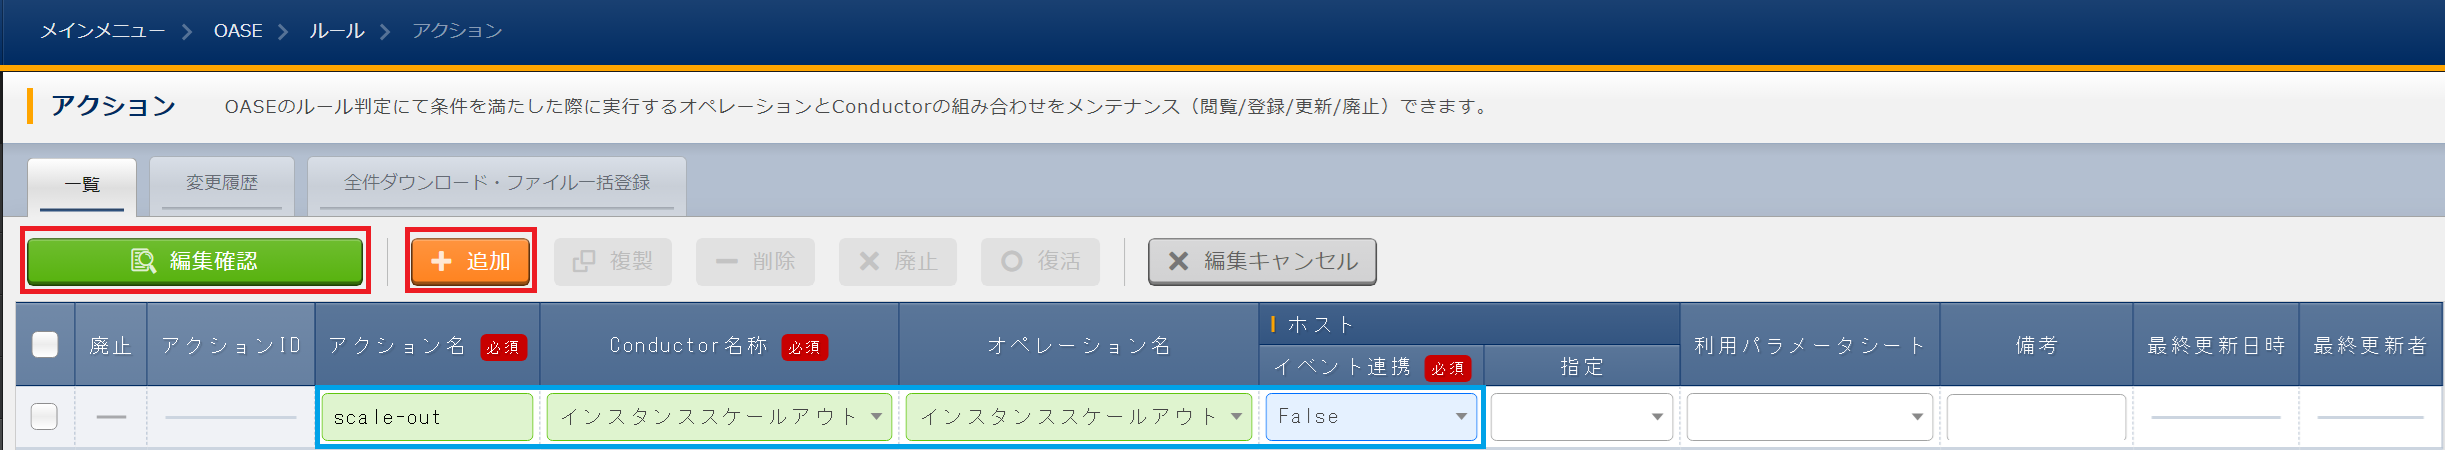 メインメニュー OASE ルール アクション
アクション OASEのルール判定にて条件を満たした際に実行するオペレーションとConductorの組み合わせをメンテナンス（閲覧/登録/更新/廃止）できます。
一覧 変更履歴 全件ダウンロード・ファイル一括登録
編集確認 追加 複製 削除 廃止 復活 編集キャンセル
廃止 アクションID アクション名 必須 Conductor名称 必須 オペレーション名 ホスト 利用パラメータシート 備考 最終更新日時 最終更新者
イベント連携 必須 指定
scale-out インスタンススケールアウト インスタンススケールアウト False